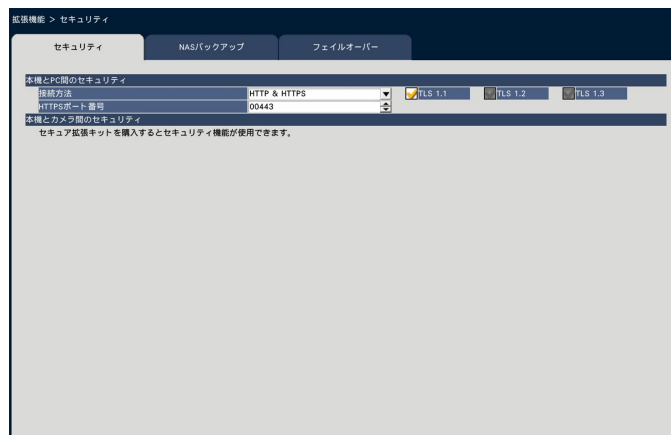 拡張機能 > セキュリティ
セキュリティ NASバックアップ フェイルオーバー
本機とPC間のセキュリティ
接続方法 HTTP & HTTPS TLS 1.1 TLS 1.2 TLS 1.3
HTTPSポート番号 00443
本機とカメラ間のセキュリティ
セキュア拡張キットを購入するとセキュリティ機能が使用できます。